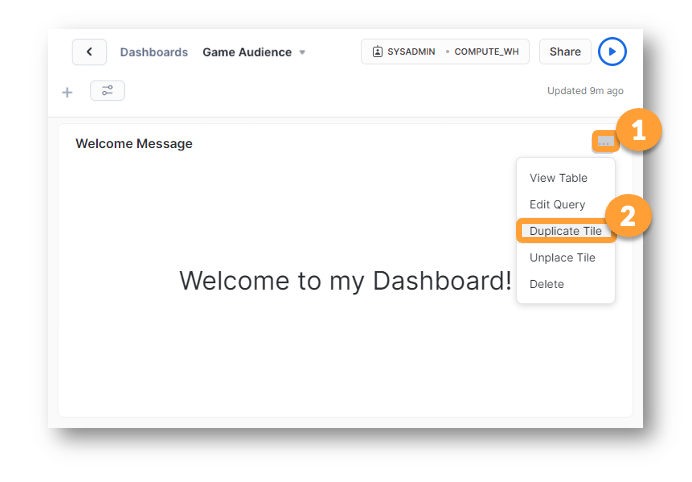 Dashboards Game Audience SYSADMIN • COMPUTE_WH Share
Updated 9m ago
Welcome Message
1
View Table
Edit Query
2
Duplicate Tile
Unplace Tile
Welcome to my Dashboard!
Delete